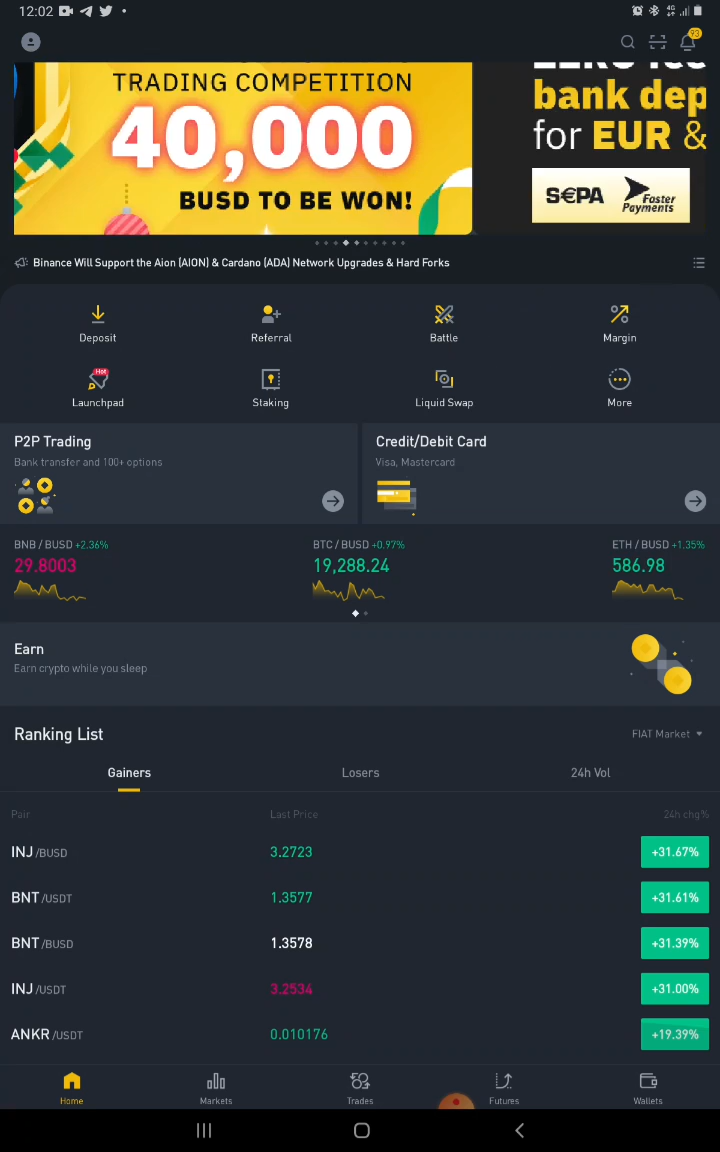 12:02
4G
93
TRADING COMPETITION
40,000
BUSD TO BE WON!
bank dep
for EUR &
S€PA Faster
Payments
Binance Will Support the Aion (AION) & Cardano (ADA) Network Upgrades & Hard Forks
Deposit Referral Battle Margin
Hot
Launchpad Staking Liquid Swap More
P2P Trading
Bank transfer and 100+ options
Credit/Debit Card
Visa, Mastercard
BNB / BUSD +2.36%
29.8003
BTC / BUSD +0.97%
19,288.24
ETH / BUSD +1.35%
586.98
Earn
Earn crypto while you sleep
Ranking List FIAT Market
Gainers Losers 24h Vol
Pair Last Price 24h chg%
INJ /BUSD 3.2723 +31.67%
BNT /USDT 1.3577 +31.61%
BNT /BUSD 1.3578 +31.39%
INJ /USDT 3.2534 +31.00%
ANKR /USDT 0.010176 +19.39%
Home Markets Trades Futures Wallets